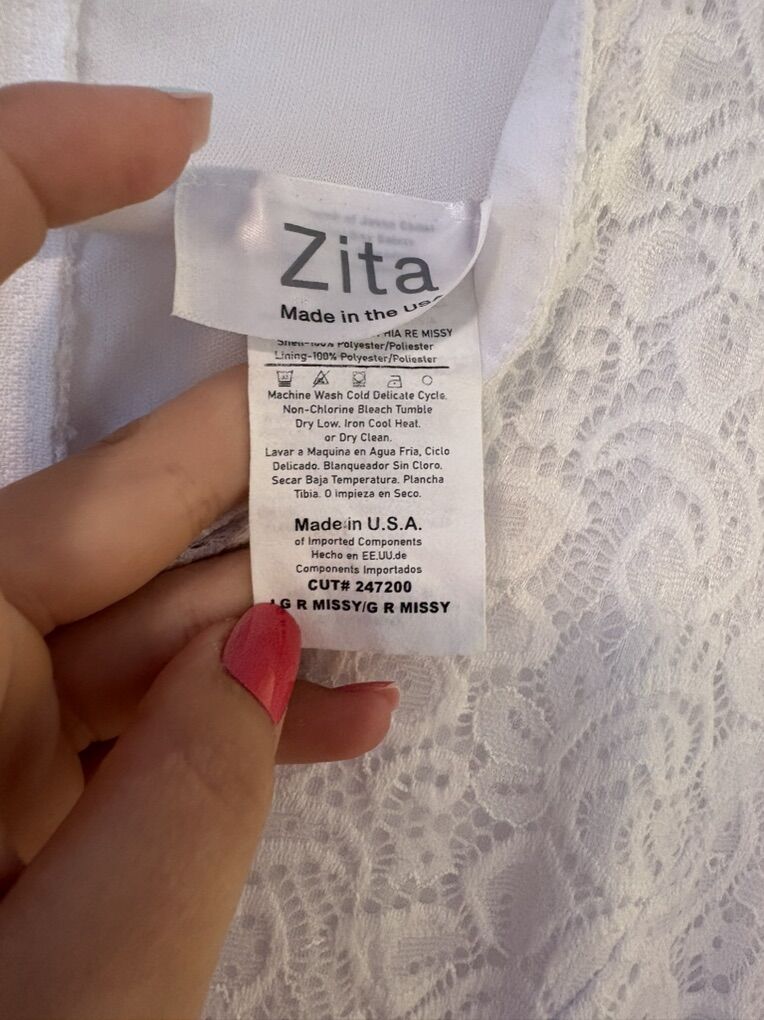 Zita
Made in the USA
HIA RE MISSY
Shell-100% Polyester/Poliester
Lining-100% Polyester/Poliester
Machine Wash Cold Delicate Cycle.
Non-Chlorine Bleach Tumble
Dry Low. Iron Cool Heat.
or Dry Clean.
Lavar a Maquina en Agua Fria, Ciclo
Delicado. Blanqueador Sin Cloro.
Secar Baja Temperatura. Plancha
Tibia. O impieza en Seco.
Made in U.S.A.
of Imported Components
Hecho en EE.UU.de
Components Importados
CUT# 247200
G R MISSY/G R MISSY